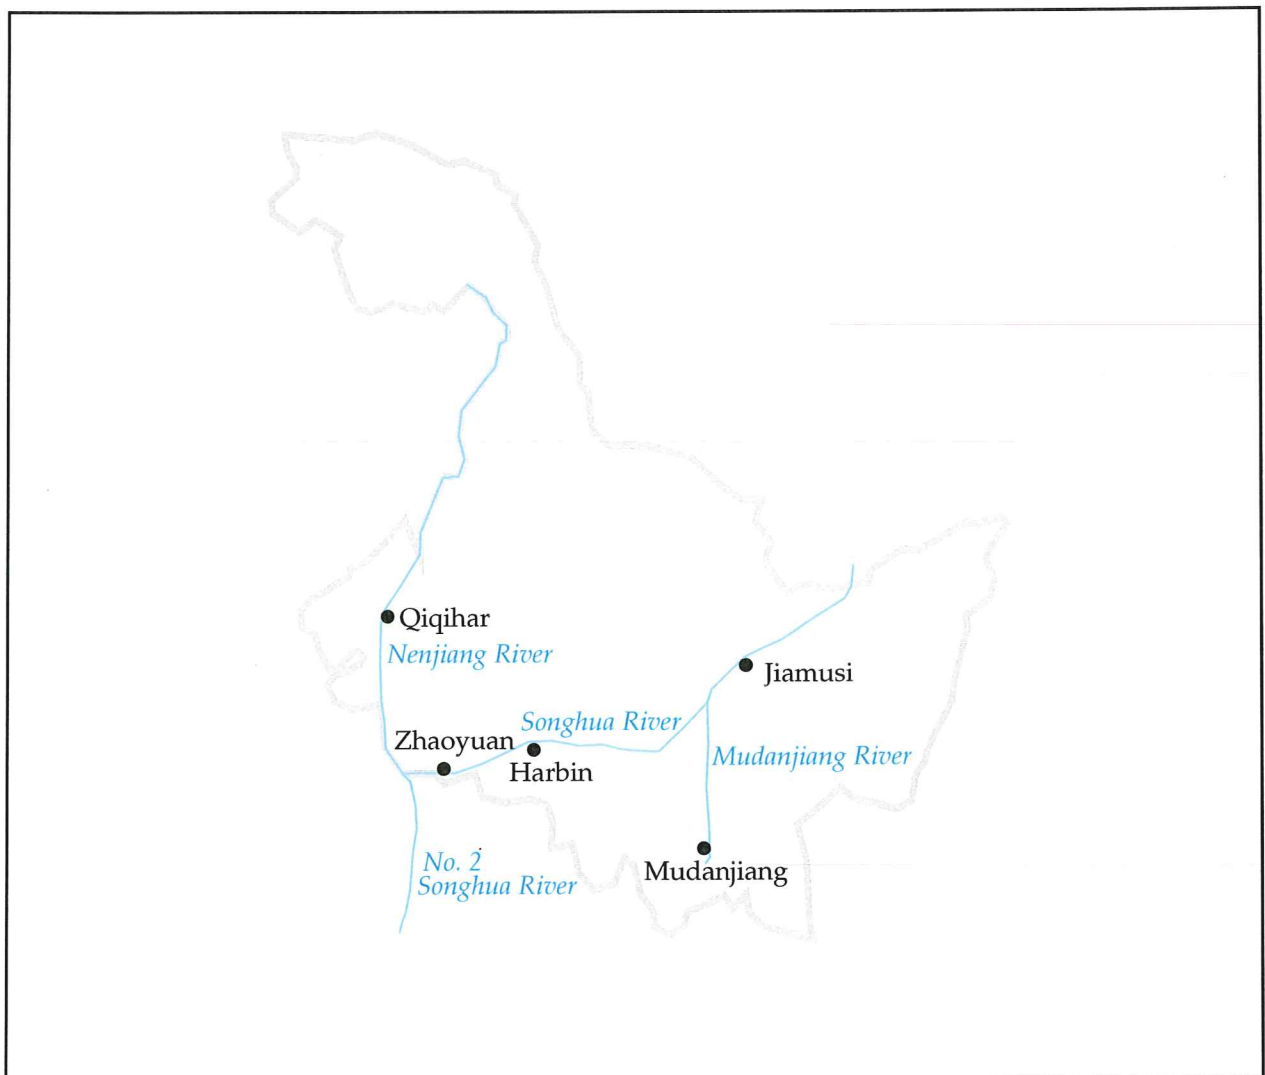 Qiqihar
Nenjiang River
Jiamusi
Songhua River
Zhaoyuan
Mudanjiang River
Harbin
No. 2
Songhua River
Mudanjiang